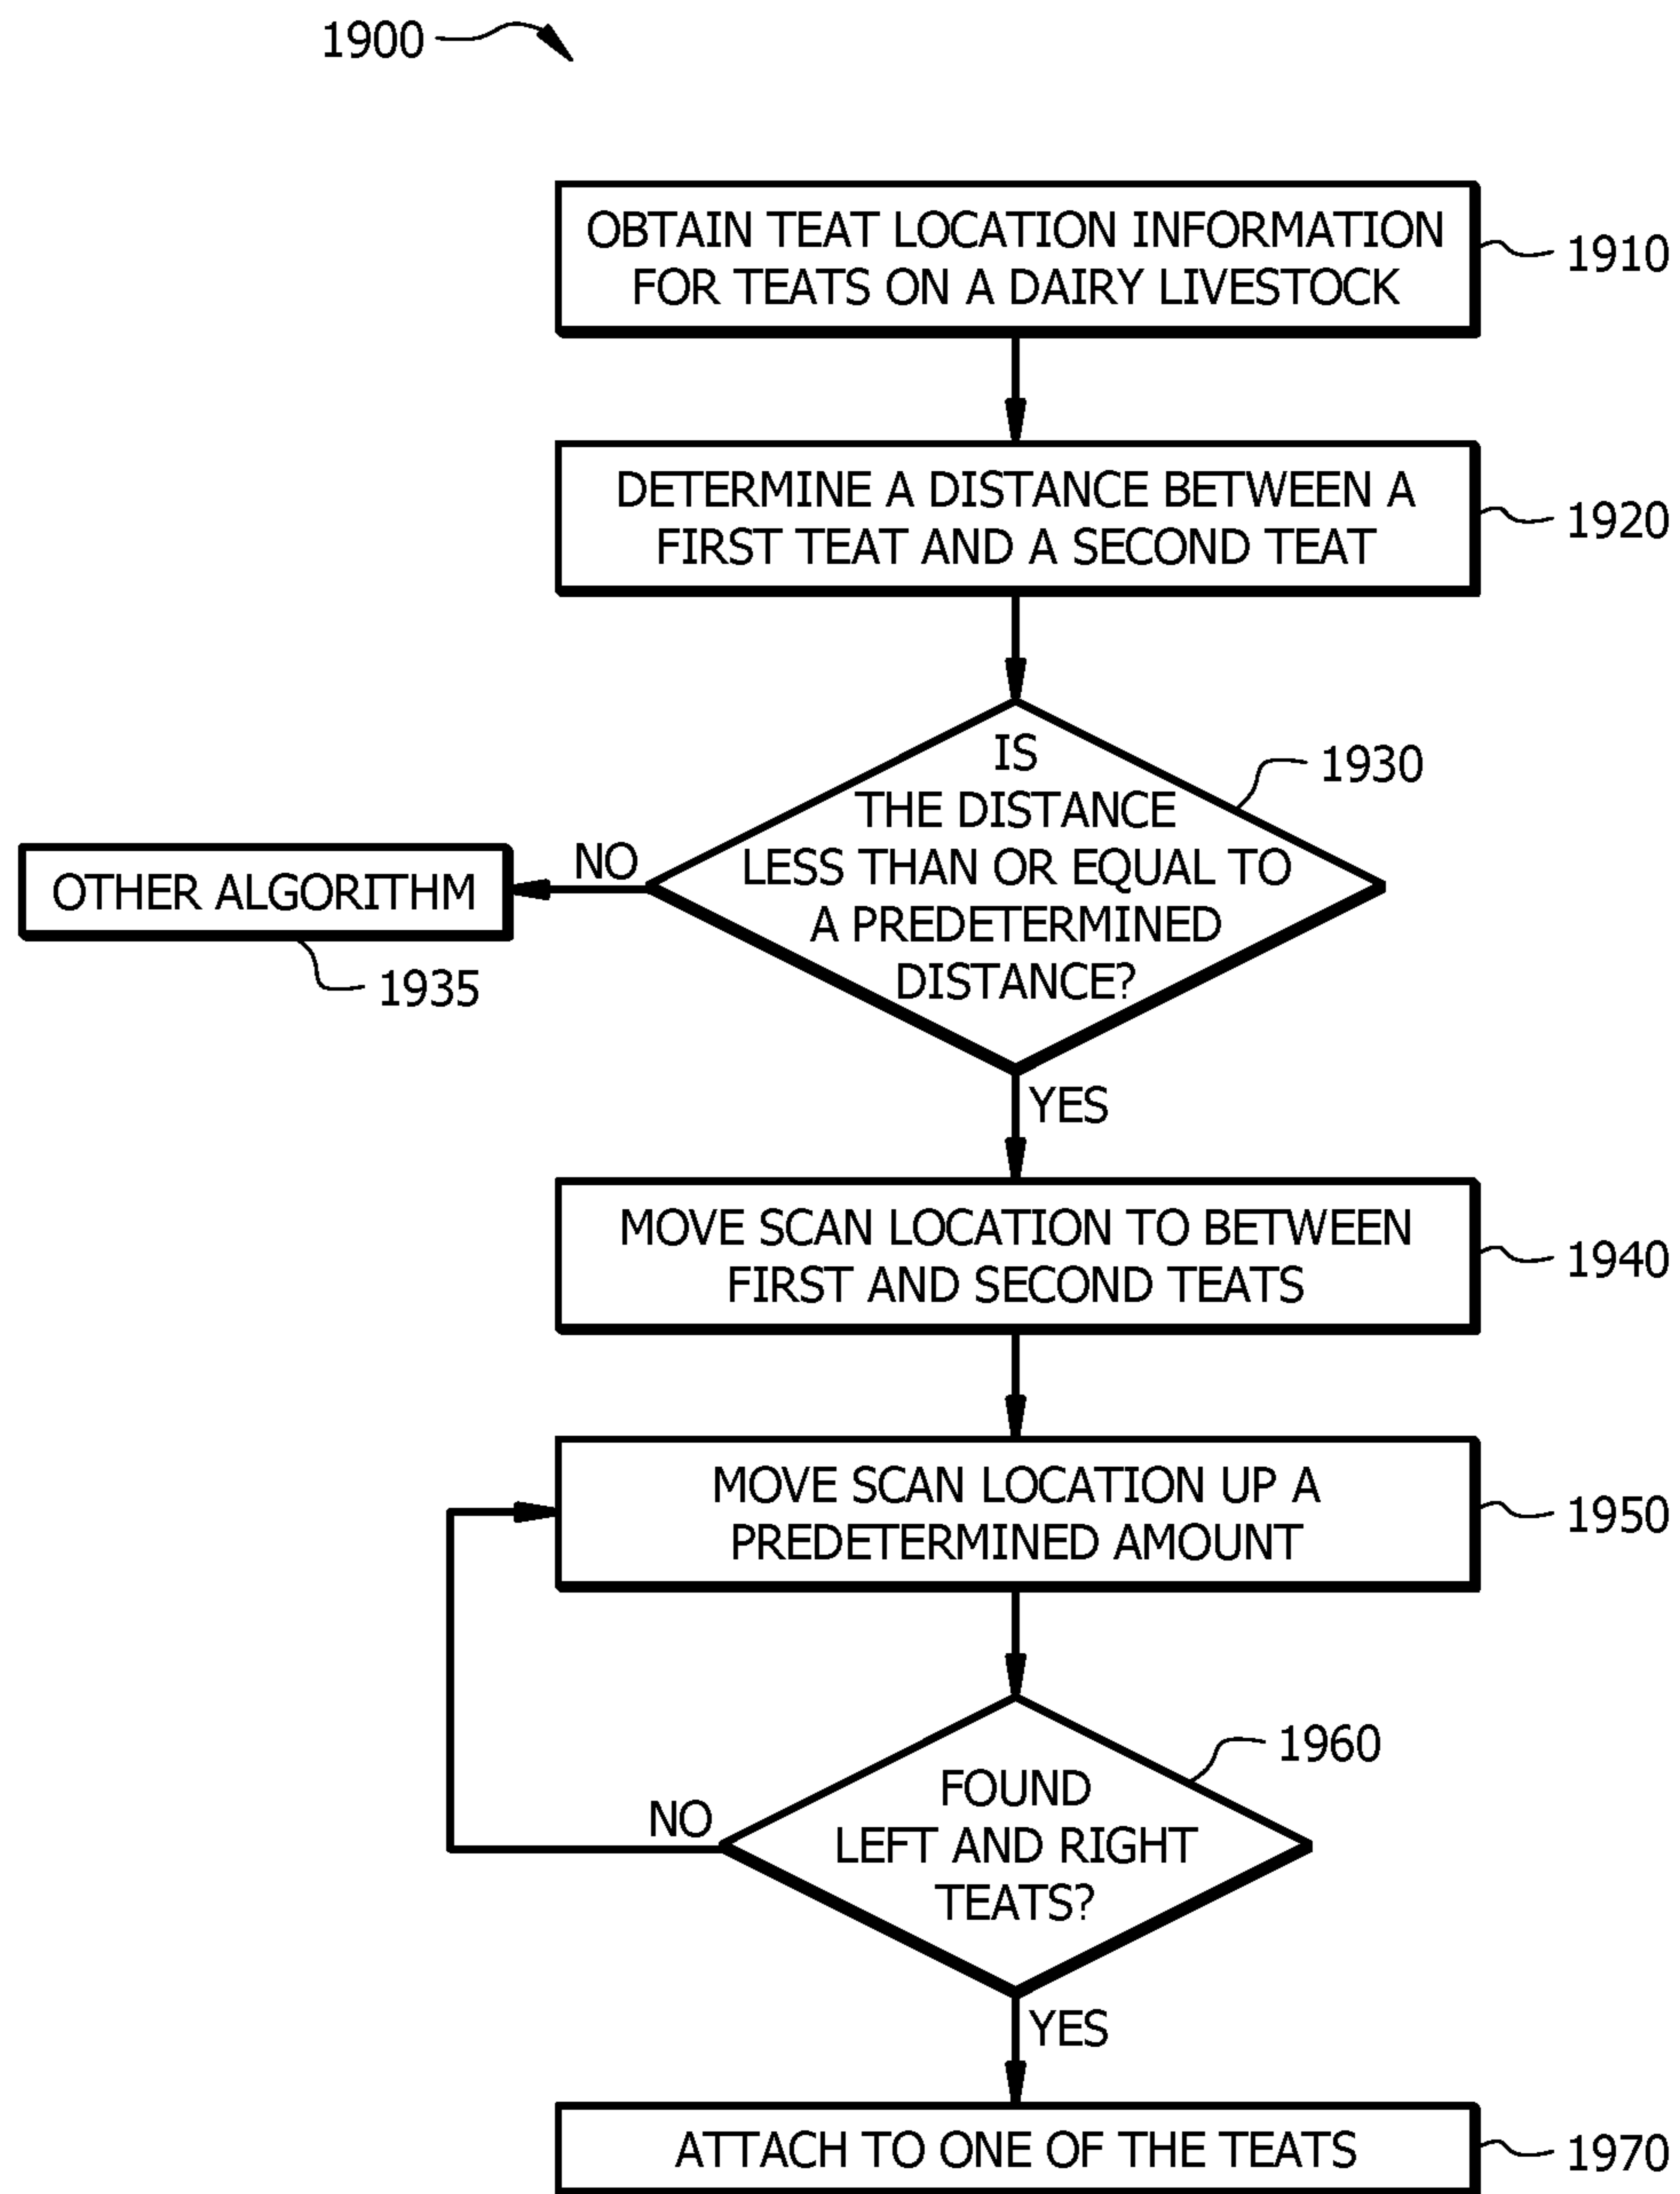 1900
OBTAIN TEAT LOCATION INFORMATION
FOR TEATS ON A DAIRY LIVESTOCK
1910
DETERMINE A DISTANCE BETWEEN A
FIRST TEAT AND A SECOND TEAT
1920
IS
THE DISTANCE
LESS THAN OR EQUAL TO
A PREDETERMINED
DISTANCE?
1930
NO
OTHER ALGORITHM
1935
YES
MOVE SCAN LOCATION TO BETWEEN
FIRST AND SECOND TEATS
1940
MOVE SCAN LOCATION UP A
PREDETERMINED AMOUNT
1950
FOUND
LEFT AND RIGHT
TEATS?
1960
NO
YES
ATTACH TO ONE OF THE TEATS
1970